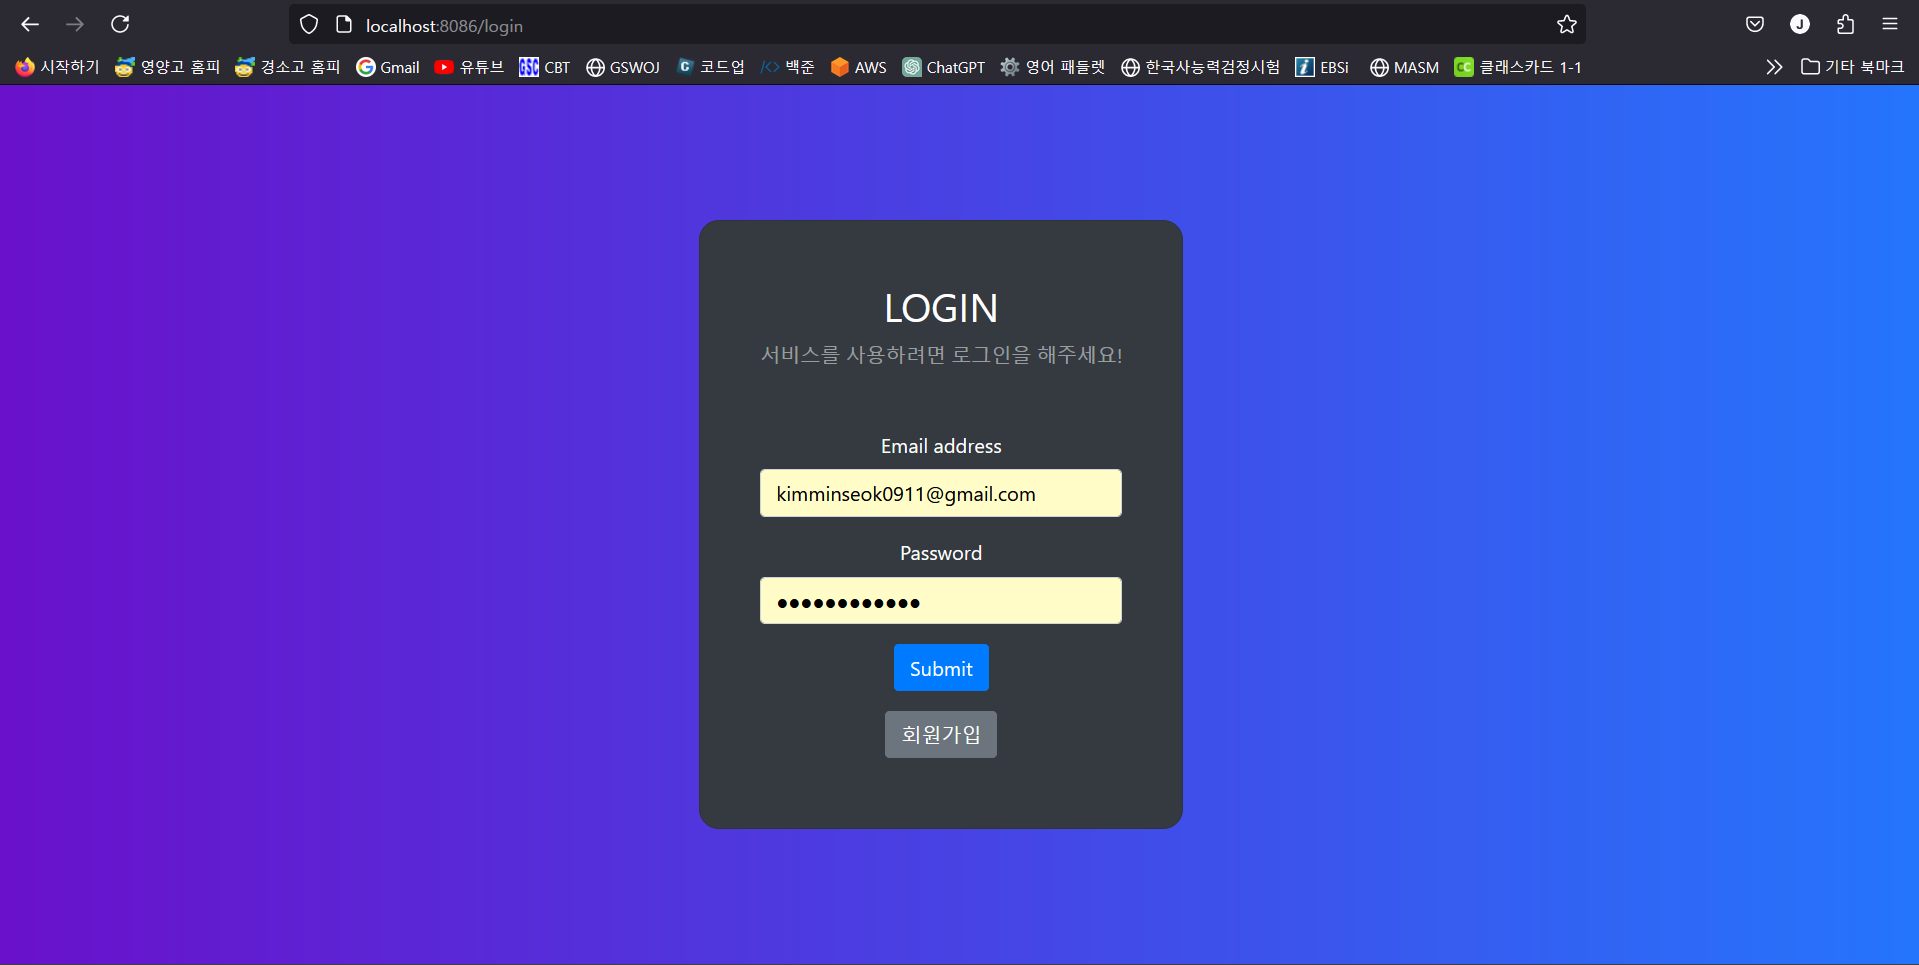 localhost:8086/login
시작하기 영양고 홈피 경소고 홈피 Gmail 유튜브 CBT GSWOJ 코드업 백준 AWS ChatGPT 영어 패들렛 한국사능력검정시험 EBSi MASM 클래스카드 1-1 기타 북마크
LOGIN
서비스를 사용하려면 로그인을 해주세요!
Email address
kimminseok0911@gmail.com
Password
●●●●●●●●●●●●
Submit
회원가입